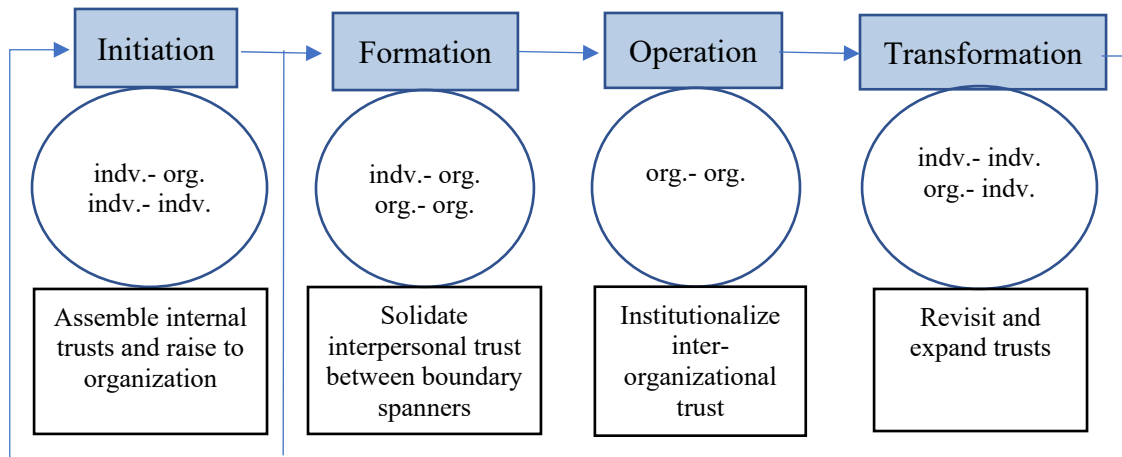 Initiation
Formation
Operation
Transformation
indv.- org.
indv.- indv.
indv.- org.
org.- org.
org.- org.
indv.- indv.
org.- indv.
Assemble internal
trusts and raise to
organization
Solidate
interpersonal trust
between boundary
spanners
Institutionalize
inter-
organizational
trust
Revisit and
expand trusts